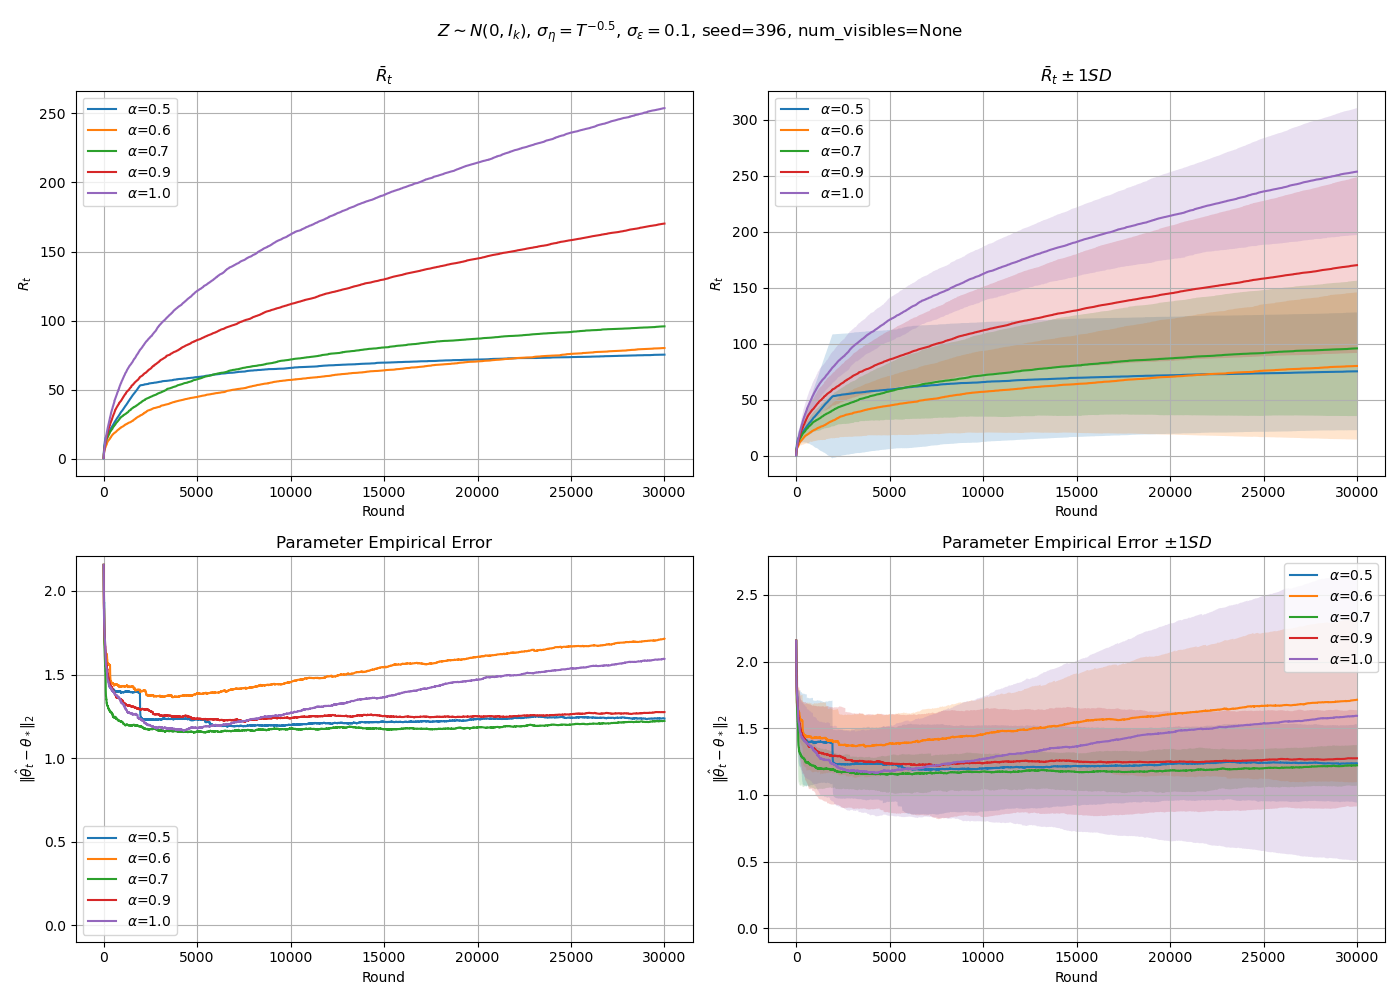 Z ~ N(0, I_k), σ_η = T^{−0.5}, σ_ε = 0.1, seed=396, num_visibles=None
R̄_t
R_t
250
200
150
100
50
0
α=0.5
α=0.6
α=0.7
α=0.9
α=1.0
0 5000 10000 15000 20000 25000 30000
Round
R̄_t ± 1SD
R_t
300
250
200
150
100
50
0
α=0.5
α=0.6
α=0.7
α=0.9
α=1.0
0 5000 10000 15000 20000 25000 30000
Round
Parameter Empirical Error
‖θ̂_t − θ_*‖_2
2.0
1.5
1.0
0.5
0.0
α=0.5
α=0.6
α=0.7
α=0.9
α=1.0
0 5000 10000 15000 20000 25000 30000
Round
Parameter Empirical Error ±1SD
‖θ̂_t − θ_*‖_2
2.5
2.0
1.5
1.0
0.5
0.0
α=0.5
α=0.6
α=0.7
α=0.9
α=1.0
0 5000 10000 15000 20000 25000 30000
Round